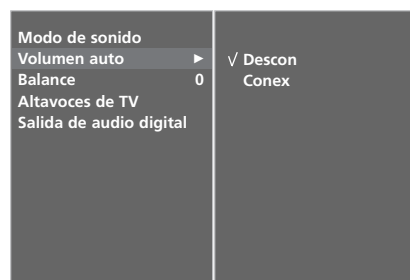 Modo de sonido
Volumen auto ►
Balance 0
Altavoces de TV
Salida de audio digital
√ Descon
Conex